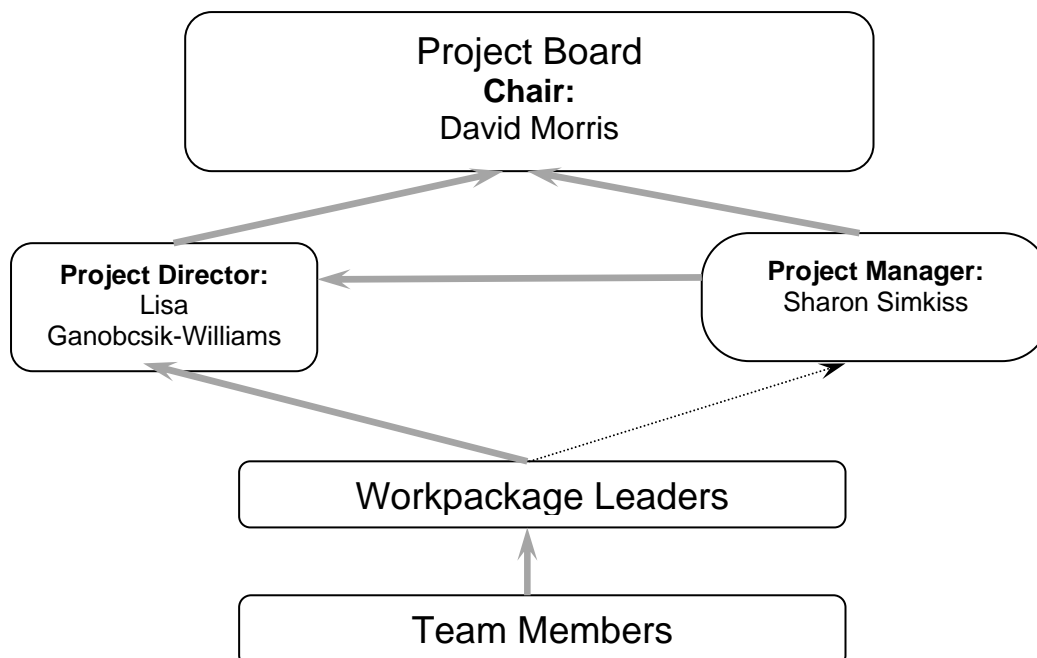 Project Board
Chair:
David Morris
Project Director:
Lisa
Ganobcsik-Williams
Project Manager:
Sharon Simkiss
Workpackage Leaders
Team Members